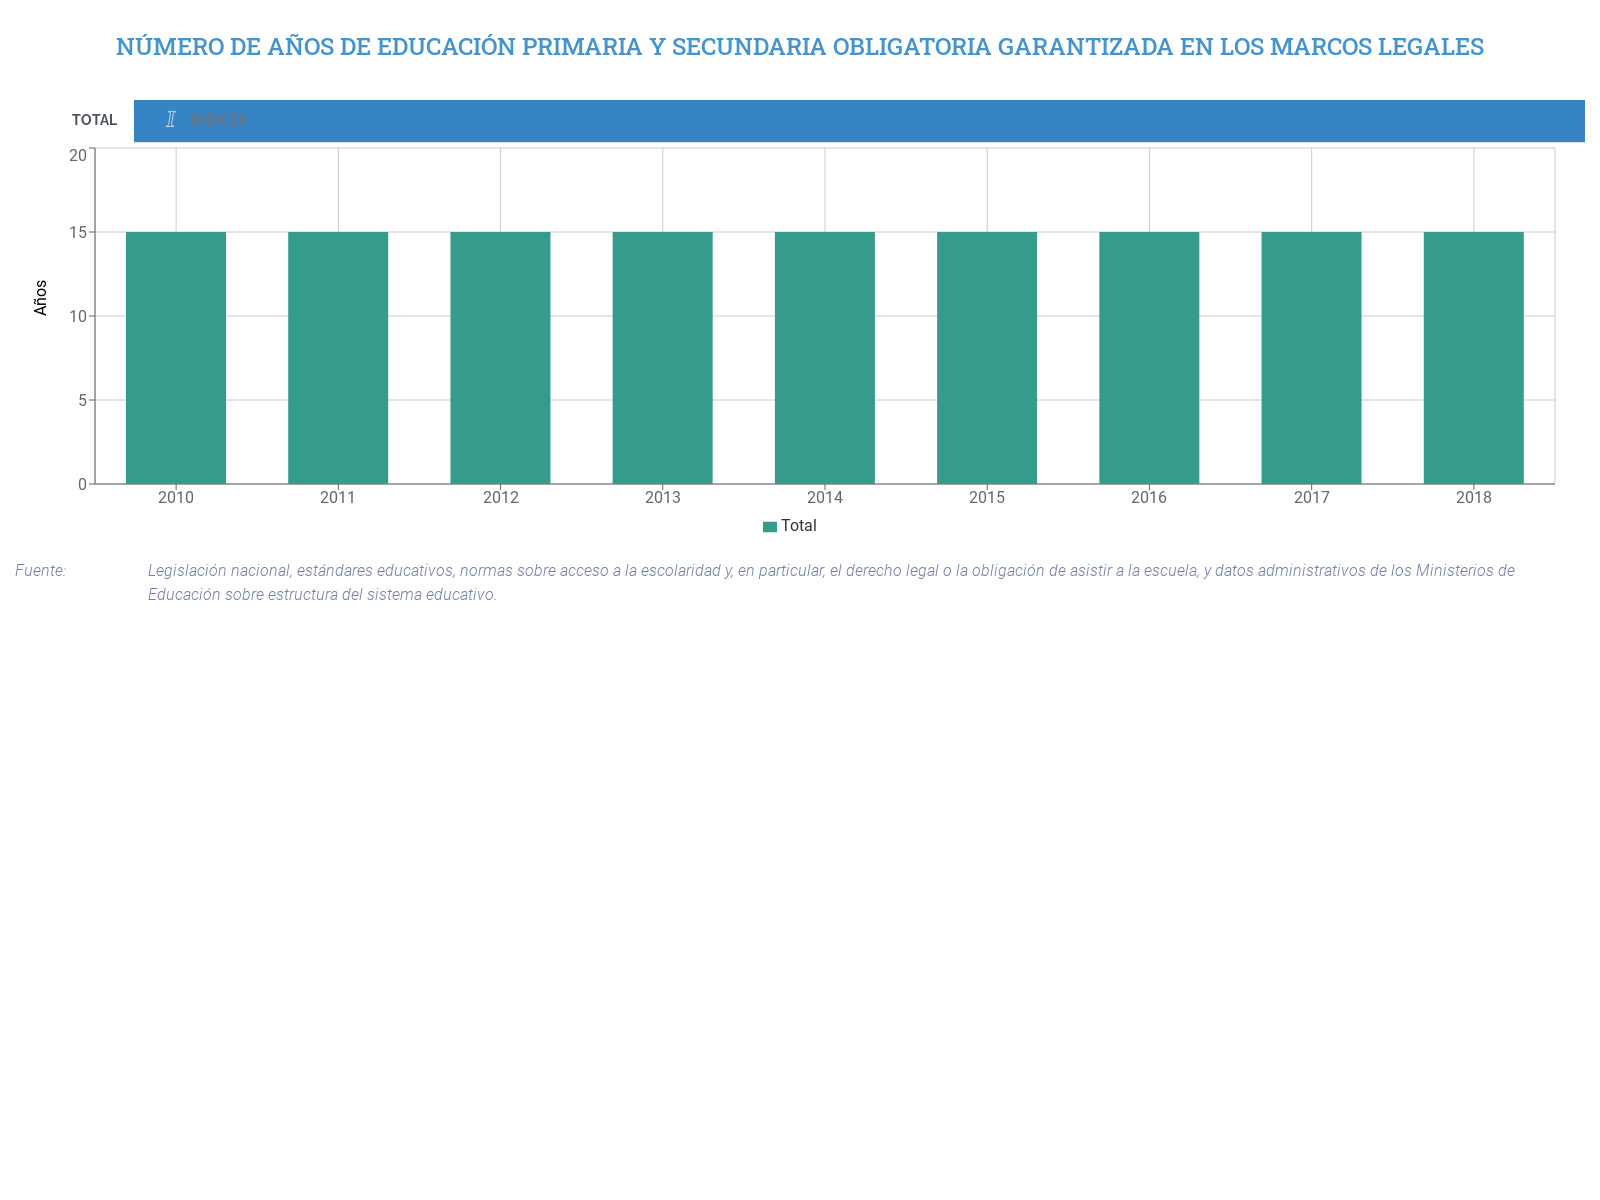 NÚMERO DE AÑOS DE EDUCACIÓN PRIMARIA Y SECUNDARIA OBLIGATORIA GARANTIZADA EN LOS MARCOS LEGALES
TOTAL I INDICES
20
15
10
5
0
Años
2010 2011 2012 2013 2014 2015 2016 2017 2018
Total
Fuente: Legislación nacional, estándares educativos, normas sobre acceso a la escolaridad y, en particular, el derecho legal o la obligación de asistir a la escuela, y datos administrativos de los Ministerios de
Educación sobre estructura del sistema educativo.